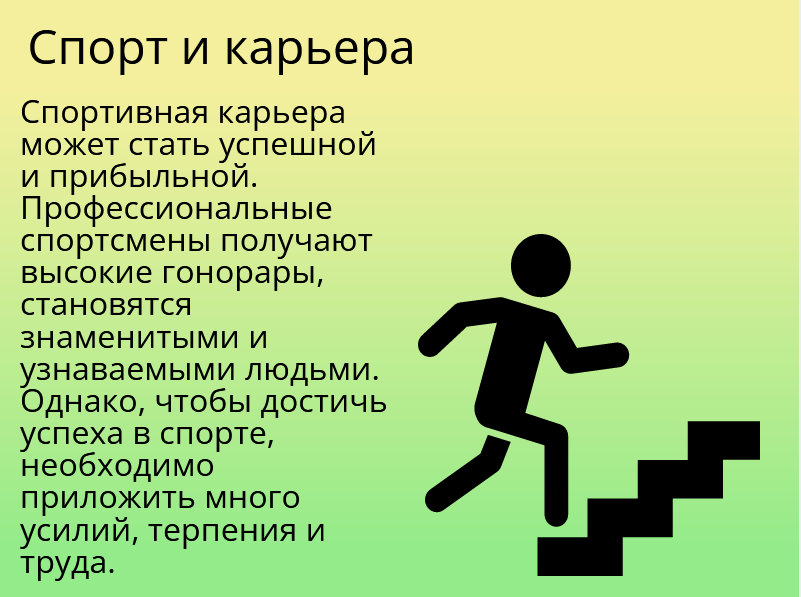 Спорт и карьера
Спортивная карьера
может стать успешной
и прибыльной.
Профессиональные
спортсмены получают
высокие гонорары,
становятся
знаменитыми и
узнаваемыми людьми.
Однако, чтобы достичь
успеха в спорте,
необходимо
приложить много
усилий, терпения и
труда.